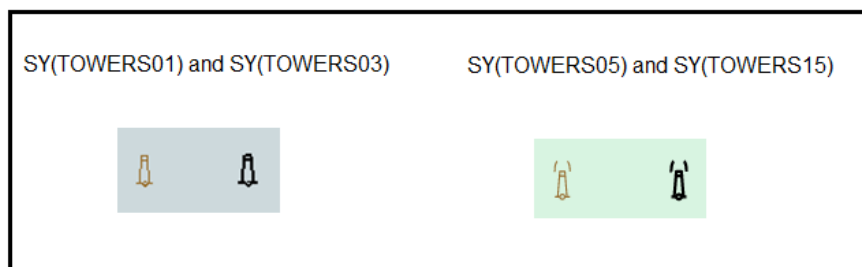 SY(TOWERS01) and SY(TOWERS03)
SY(TOWERS05) and SY(TOWERS15)